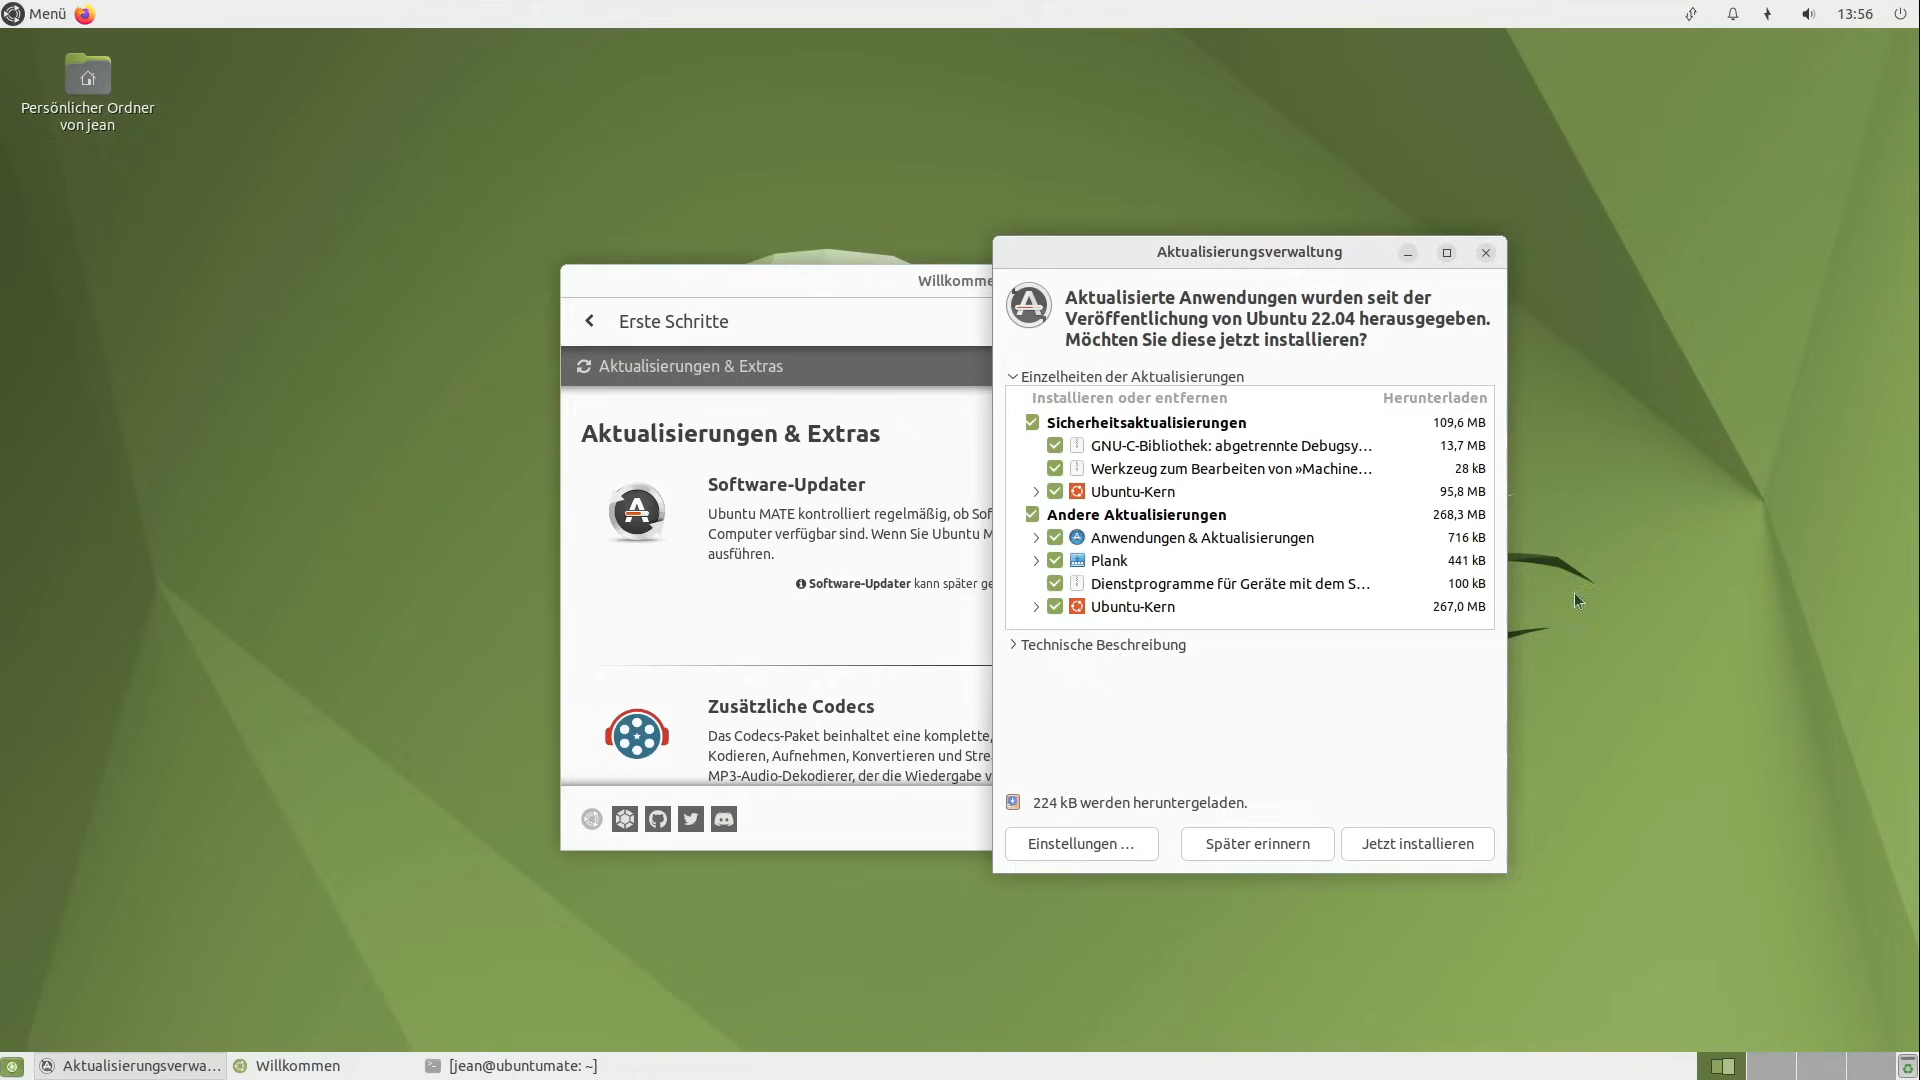 Menü
13:56
Persönlicher Ordner
von jean
Willkomme
Erste Schritte
Aktualisierungen & Extras
Aktualisierungen & Extras
Software-Updater
Ubuntu MATE kontrolliert regelmäßig, ob Sof
Computer verfügbar sind. Wenn Sie Ubuntu M
ausführen.
Software-Updater kann später ge
Zusätzliche Codecs
Das Codecs-Paket beinhaltet eine komplette,
Kodieren, Aufnehmen, Konvertieren und Stre
MP3-Audio-Dekodierer, der die Wiedergabe v
Aktualisierungsverwaltung
Aktualisierte Anwendungen wurden seit der
Veröffentlichung von Ubuntu 22.04 herausgegeben.
Möchten Sie diese jetzt installieren?
Einzelheiten der Aktualisierungen
Installieren oder entfernen Herunterladen
Sicherheitsaktualisierungen 109,6 MB
GNU-C-Bibliothek: abgetrennte Debugsy… 13,7 MB
Werkzeug zum Bearbeiten von »Machine… 28 kB
Ubuntu-Kern 95,8 MB
Andere Aktualisierungen 268,3 MB
Anwendungen & Aktualisierungen 716 kB
Plank 441 kB
Dienstprogramme für Geräte mit dem S… 100 kB
Ubuntu-Kern 267,0 MB
Technische Beschreibung
224 kB werden heruntergeladen.
Einstellungen … Später erinnern Jetzt installieren
Aktualisierungsverwa… Willkommen [jean@ubuntumate: ~]